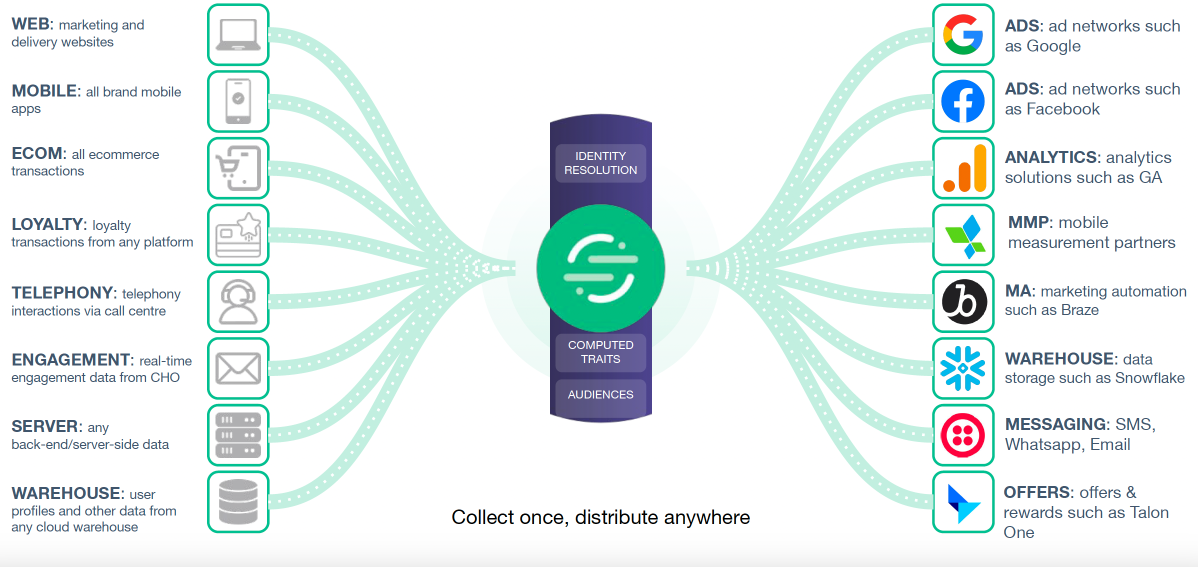 WEB: marketing and
delivery websites
MOBILE: all brand mobile
apps
ECOM: all ecommerce
transactions
LOYALTY: loyalty
transactions from any platform
TELEPHONY: telephony
interactions via call centre
ENGAGEMENT: real-time
engagement data from CHO
SERVER: any
back-end/server-side data
WAREHOUSE: user
profiles and other data from
any cloud warehouse
IDENTITY
RESOLUTION
COMPUTED
TRAITS
AUDIENCES
Collect once, distribute anywhere
ADS: ad networks such
as Google
ADS: ad networks such
as Facebook
ANALYTICS: analytics
solutions such as GA
MMP: mobile
measurement partners
MA: marketing automation
such as Braze
WAREHOUSE: data
storage such as Snowflake
MESSAGING: SMS,
Whatsapp, Email
OFFERS: offers &
rewards such as Talon
One